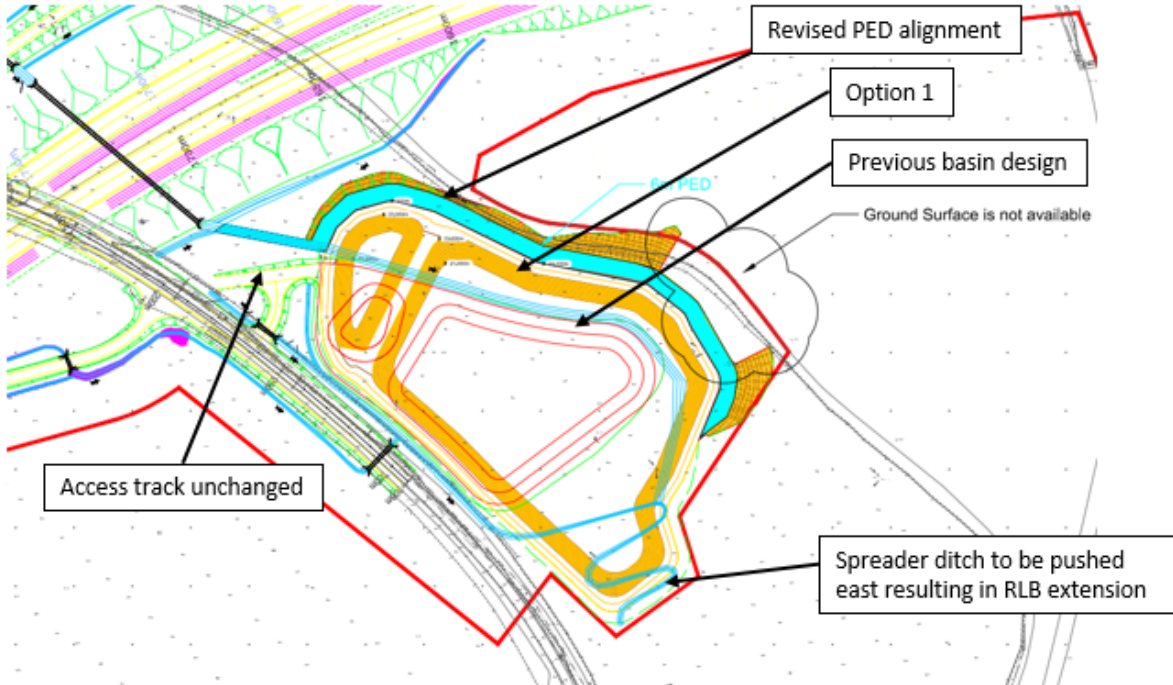 Revised PED alignment
Option 1
Previous basin design
6m PED
Ground Surface is not available
Access track unchanged
Spreader ditch to be pushed
east resulting in RLB extension